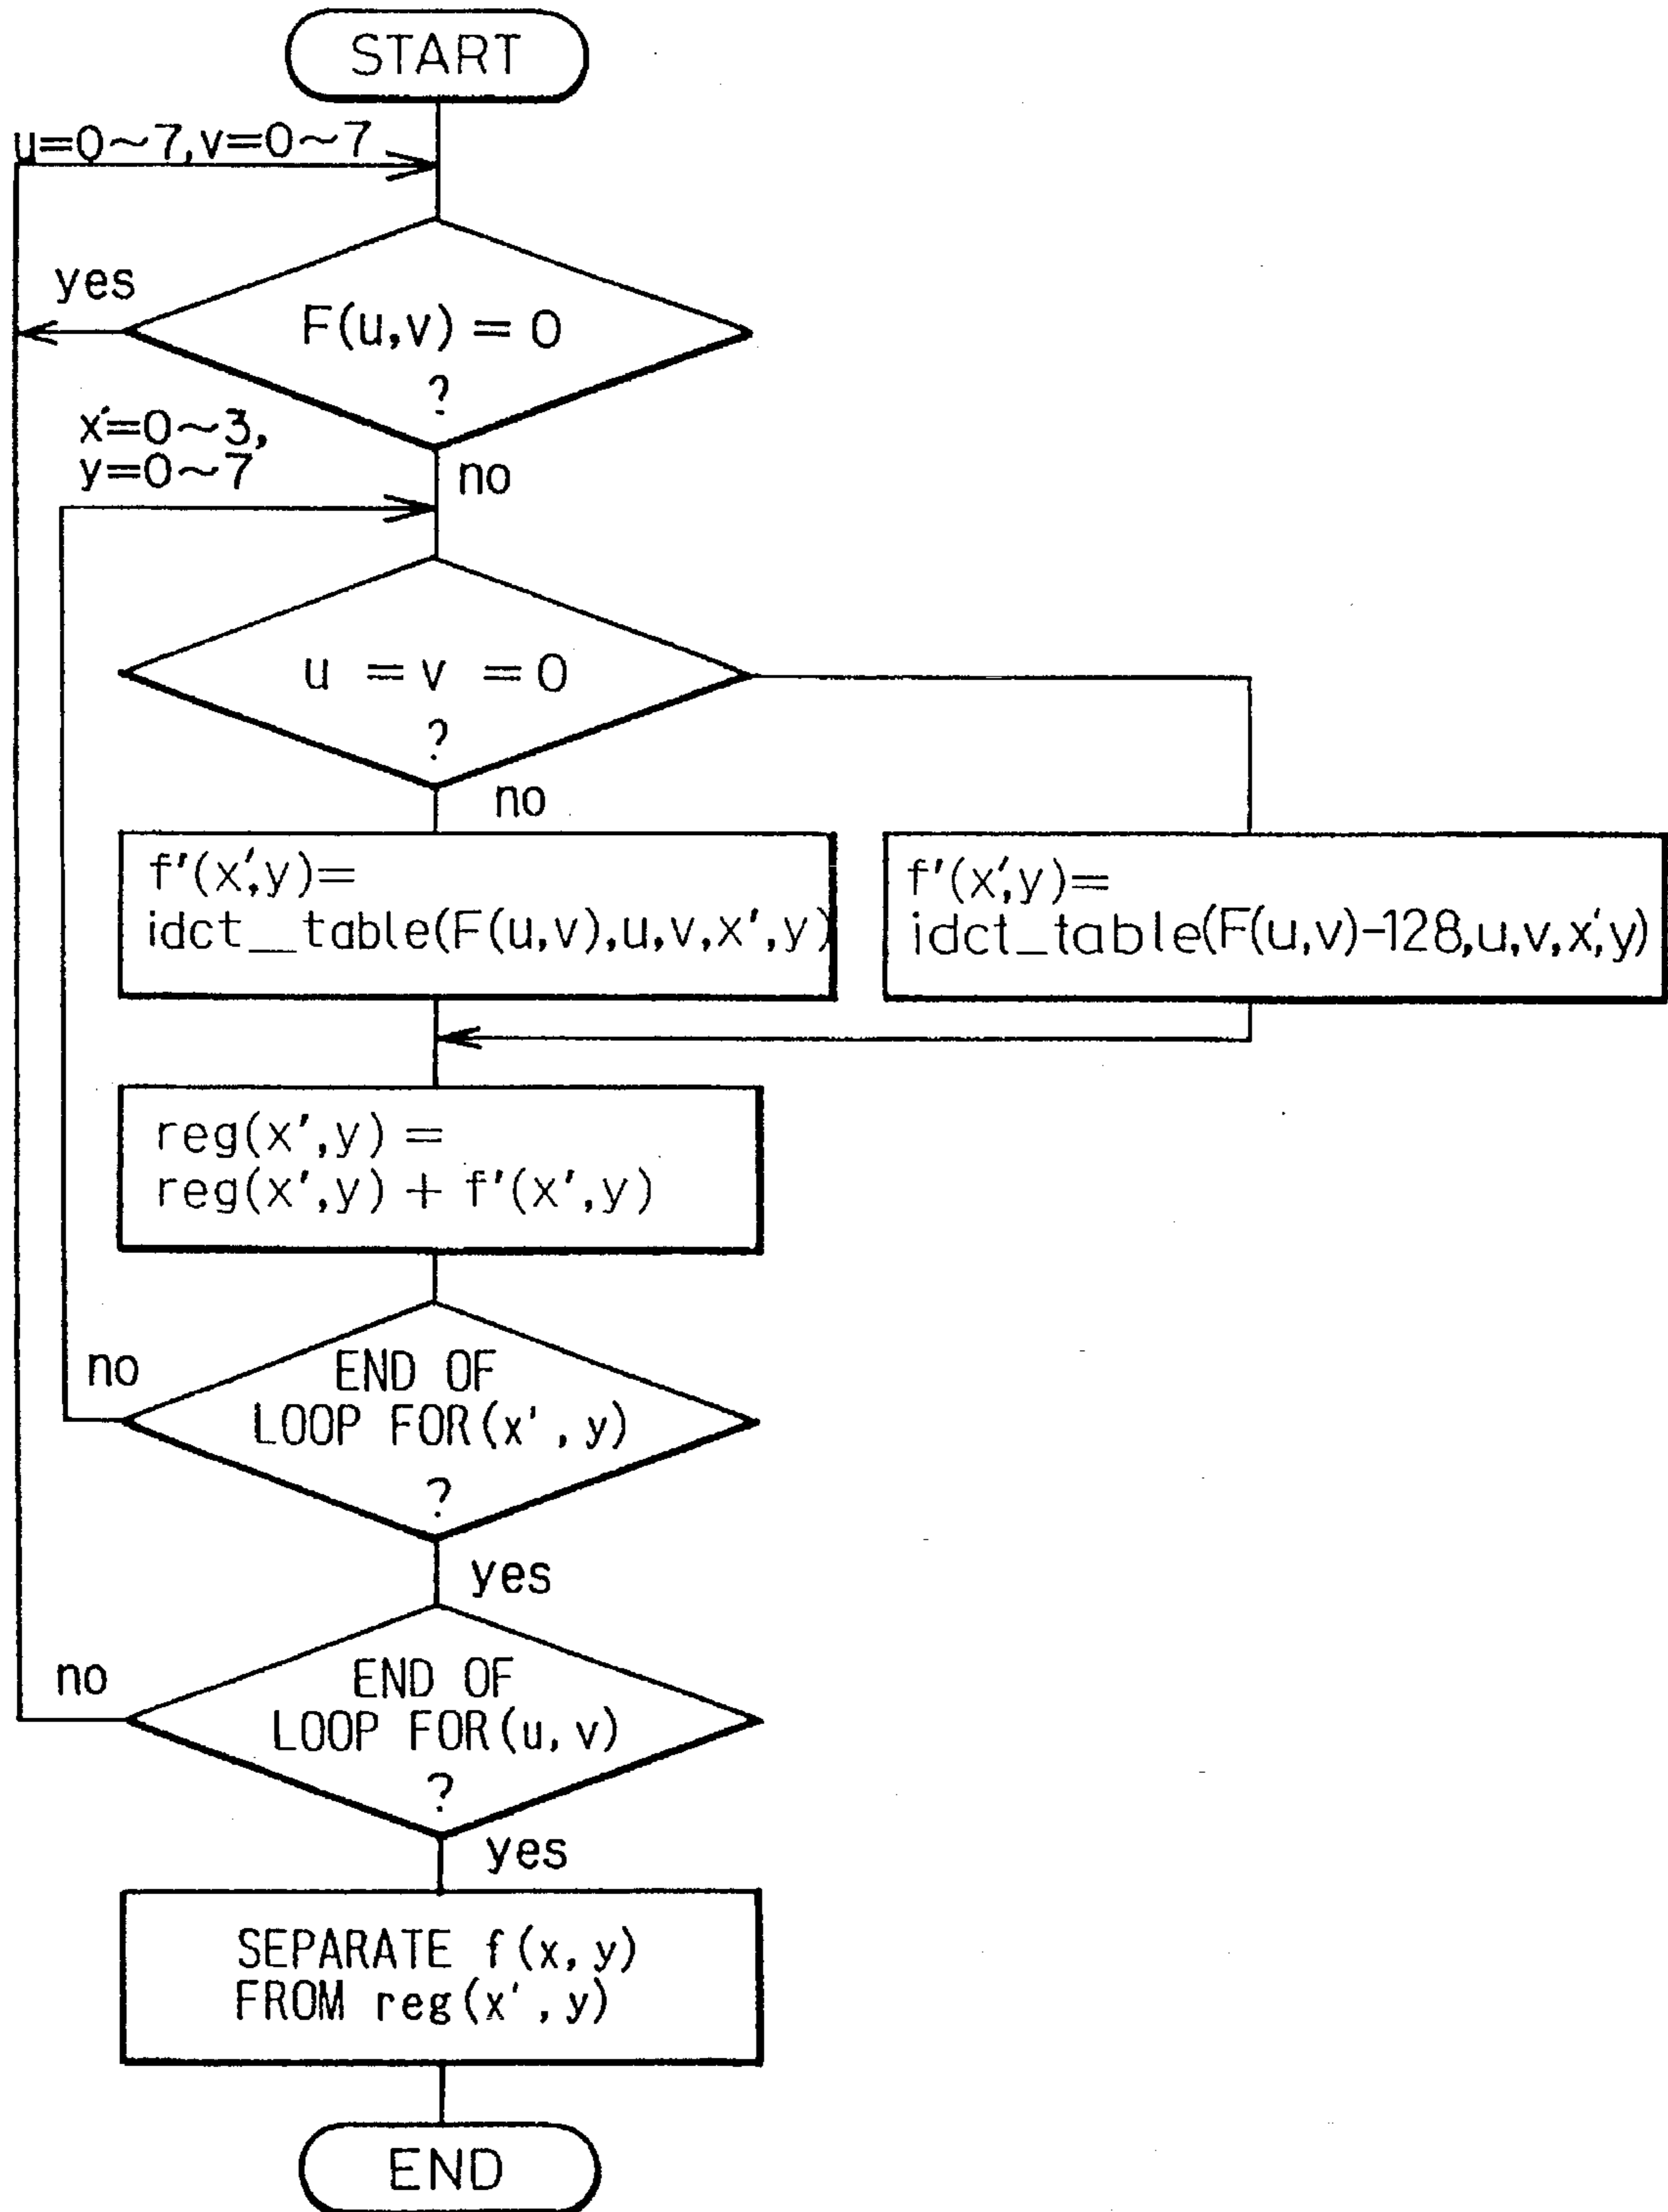 START
u=0~7,v=0~7
yes
F(u,v)=0
?
x'=0~3,
y=0~7
no
u =v =0
?
no
f'(x',y)=
idct__table(F(u,v),u,v,x',y)
f'(x',y)=
idct_table(F(u,v)-128,u,v,x',y)
reg(x',y) =
reg(x',y) + f'(x',y)
no
END OF
LOOP FOR(x',y)
?
yes
no
END OF
LOOP FOR(u,v)
?
yes
SEPARATE f(x,y)
FROM reg(x',y)
END